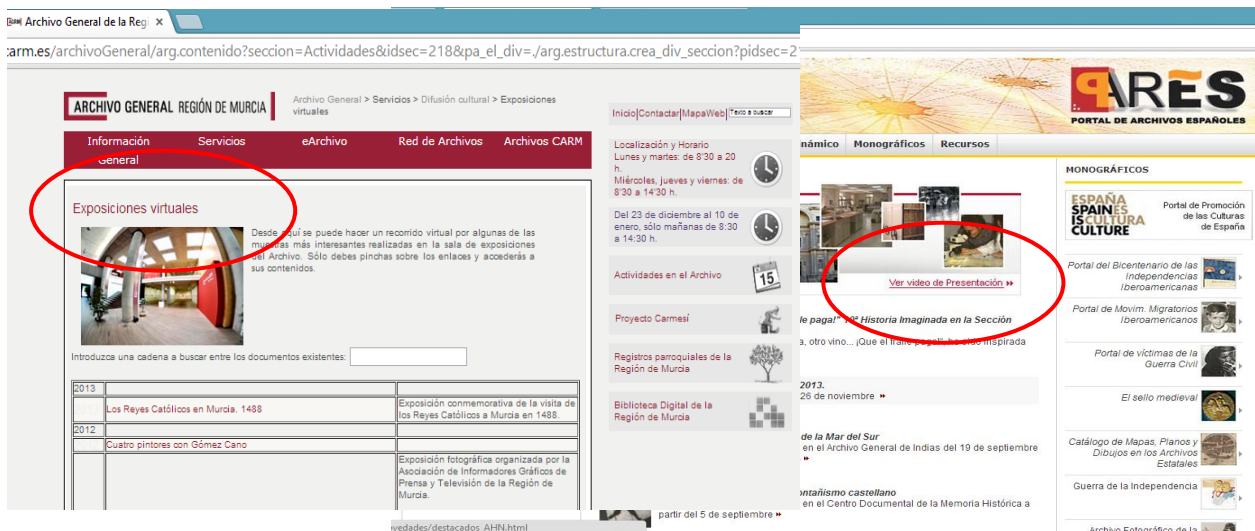 Archivo General de la Regi ×
carm.es/archivoGeneral/arg.contenido?seccion=Actividades&idsec=218&pa_el_div=./arg.estructura.crea_div_seccion?pidsec=2
ARCHIVO GENERAL REGIÓN DE MURCIA
Archivo General > Servicios > Difusión cultural > Exposiciones
virtuales
Inicio|Contactar|MapaWeb| Texto a buscar
Información
General
Servicios
eArchivo
Red de Archivos
Archivos CARM
Exposiciones virtuales
Desde aquí se puede hacer un recorrido virtual por algunas de las
muestras más interesantes realizadas en la sala de exposiciones
del Archivo. Sólo debes pinchas sobre los enlaces y accederás a
sus contenidos.
Introduzca una cadena a buscar entre los documentos existentes:
2013
Los Reyes Católicos en Murcia. 1488
Exposición conmemorativa de la visita de
los Reyes Católicos a Murcia en 1488.
2012
Cuatro pintores con Gómez Cano
Exposición fotográfica organizada por la
Asociación de Informadores Gráficos de
Prensa y Televisión de la Región de
Murcia.
Localización y Horario
Lunes y martes: de 8'30 a 20
h.
Miércoles, jueves y viernes: de
8'30 a 14'30 h.
Del 23 de diciembre al 10 de
enero, sólo mañanas de 8:30
a 14:30 h.
Actividades en el Archivo
15
Proyecto Carmesí
Registros parroquiales de la
Región de Murcia
Biblioteca Digital de la
Región de Murcia
PARES
PORTAL DE ARCHIVOS ESPAÑOLES
námico
Monográficos
Recursos
Ver video de Presentación »
le paga!" 10ª Historia Imaginada en la Sección
a, otro vino... ¡Que el fraile paga!", ha sido inspirada
2013.
26 de noviembre »
de la Mar del Sur
en el Archivo General de Indias del 19 de septiembre
»
ontañismo castellano
en el Centro Documental de la Memoria Histórica a
partir del 5 de septiembre »
ovedades/destacados_AHN.html
MONOGRÁFICOS
ESPAÑA
SPAINES
ISCULTURA
CULTURE
Portal de Promoción
de las Culturas
de España
Portal del Bicentenario de las
Independencias
Iberoamericanas
Portal de Movim. Migratorios
Iberoamericanos
Portal de víctimas de la
Guerra Civil
El sello medieval
Catálogo de Mapas, Planos y
Dibujos en los Archivos
Estatales
Guerra de la Independencia
Archivo Fotográfico de la